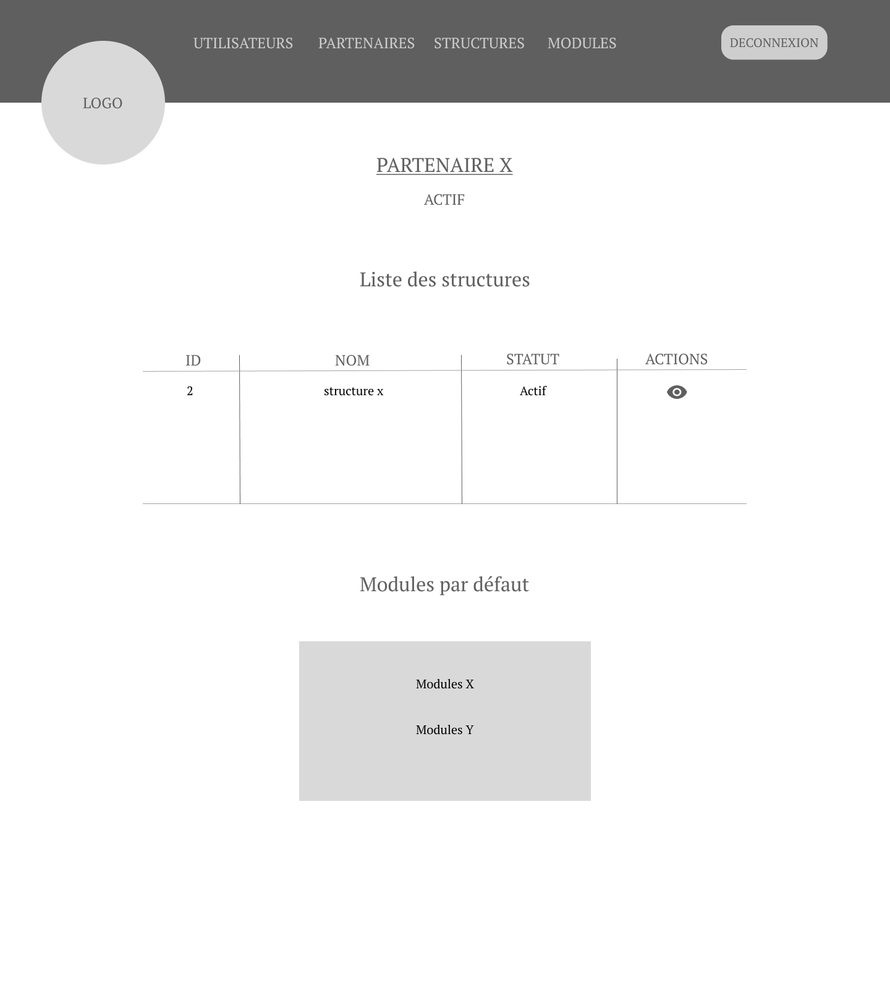 UTILISATEURS PARTENAIRES STRUCTURES MODULES DECONNEXION
LOGO
PARTENAIRE X
ACTIF
Liste des structures
ID NOM STATUT ACTIONS
2 structure x Actif
Modules par défaut
Modules X
Modules Y